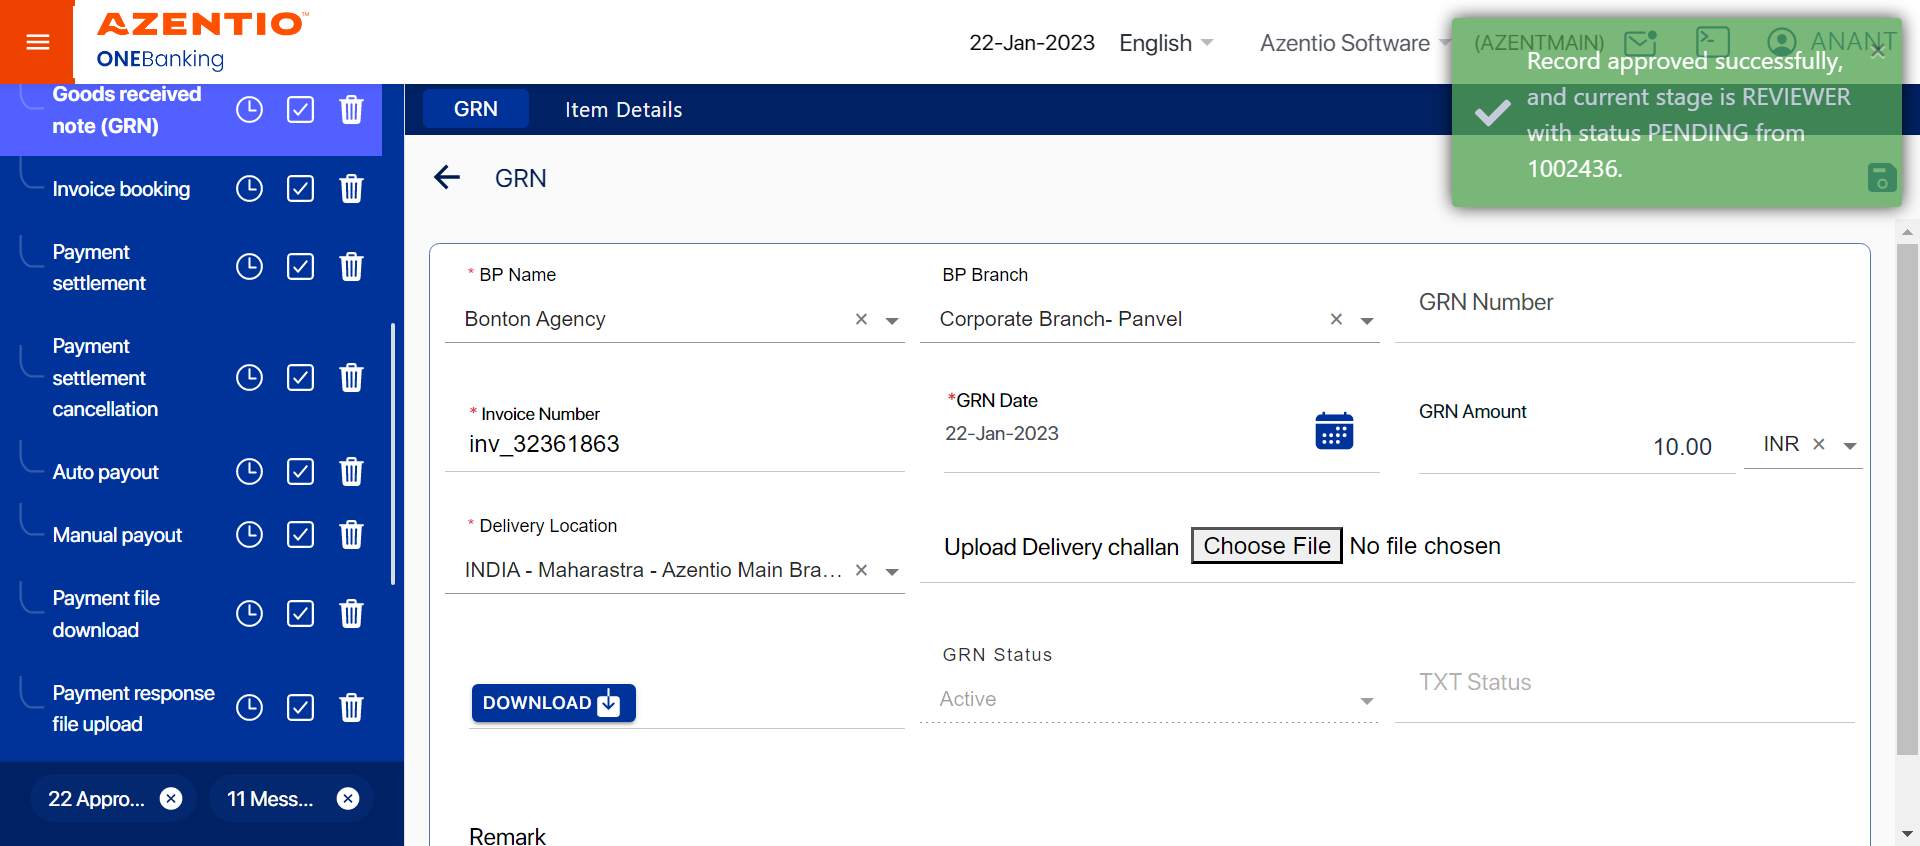 AZENTIO™
ONEBanking
22-Jan-2023
English
Azentio Software
(AZENTMAIN)
ANANT
Record approved successfully,
and current stage is REVIEWER
with status PENDING from
1002436.
Goods received
note (GRN)
Invoice booking
Payment
settlement
Payment
settlement
cancellation
Auto payout
Manual payout
Payment file
download
Payment response
file upload
22 Appro...
11 Mess...
GRN
Item Details
GRN
* BP Name
Bonton Agency
BP Branch
Corporate Branch- Panvel
GRN Number
* Invoice Number
inv_32361863
*GRN Date
22-Jan-2023
GRN Amount
10.00
INR
* Delivery Location
INDIA - Maharastra - Azentio Main Bra...
Upload Delivery challan
Choose File
No file chosen
DOWNLOAD
GRN Status
Active
TXT Status
Remark